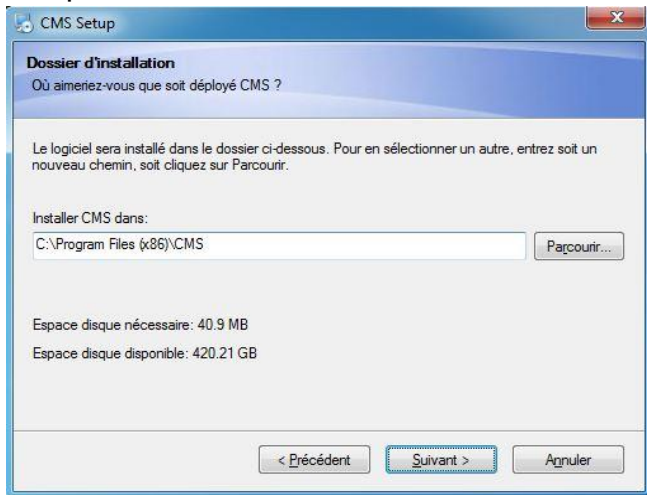 CMS Setup
Dossier d'installation
Où aimeriez-vous que soit déployé CMS ?
Le logiciel sera installé dans le dossier ci-dessous. Pour en sélectionner un autre, entrez soit un
nouveau chemin, soit cliquez sur Parcourir.
Installer CMS dans:
C:\Program Files (x86)\CMS
Parcourir...
Espace disque nécessaire: 40.9 MB
Espace disque disponible: 420.21 GB
< Précédent
Suivant >
Annuler